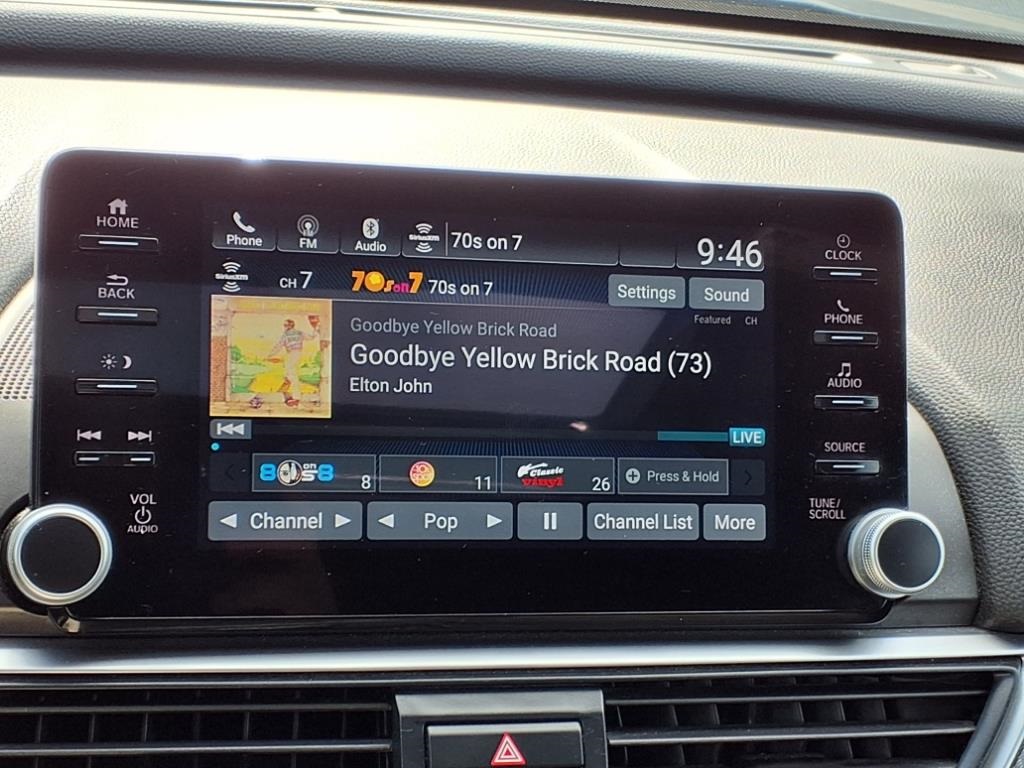 HOME
BACK
VOL
AUDIO
Phone
FM
Audio
SiriusXM
70s on 7
9:46
SiriusXM
CH 7
70s on 7
70s on 7
Settings
Sound
Featured CH
Goodbye Yellow Brick Road
Goodbye Yellow Brick Road (73)
Elton John
LIVE
80s on 8
8
11
Classic
vinyl
26
Press & Hold
Channel
Pop
Channel List
More
CLOCK
PHONE
AUDIO
SOURCE
TUNE/
SCROLL